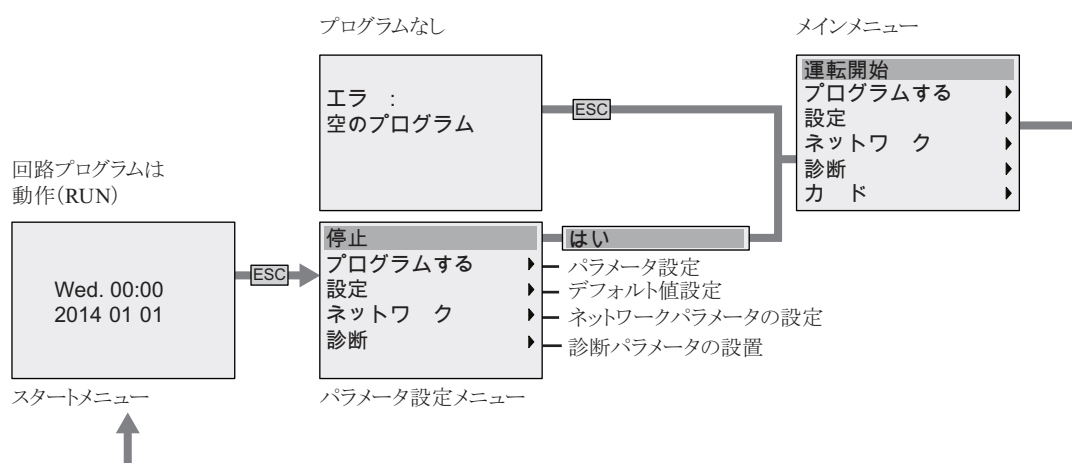 プログラムなし
エラ :
空のプログラム
ESC
メインメニュー
運転開始
プログラムする
設定
ネットワ ク
診断
カ ド
回路プログラムは
動作(RUN)
Wed. 00:00
2014 01 01
スタートメニュー
ESC
停止
プログラムする
設定
ネットワ ク
診断
パラメータ設定メニュー
はい
パラメータ設定
デフォルト値設定
ネットワークパラメータの設定
診断パラメータの設置